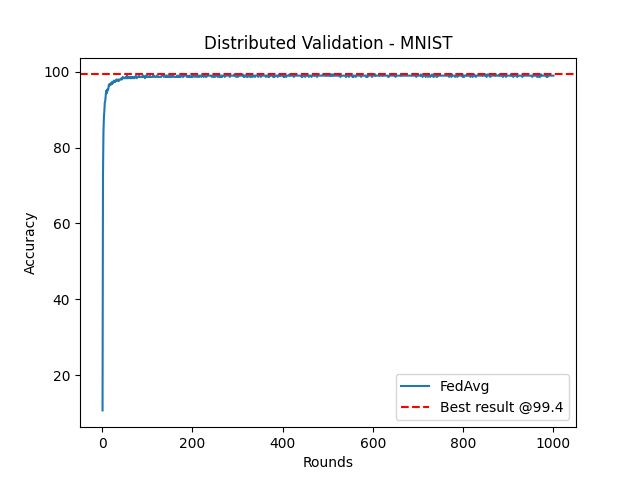 Distributed Validation - MNIST
100
80
60
40
20
Accuracy
0
200
400
600
800
1000
Rounds
FedAvg
Best result @99.4